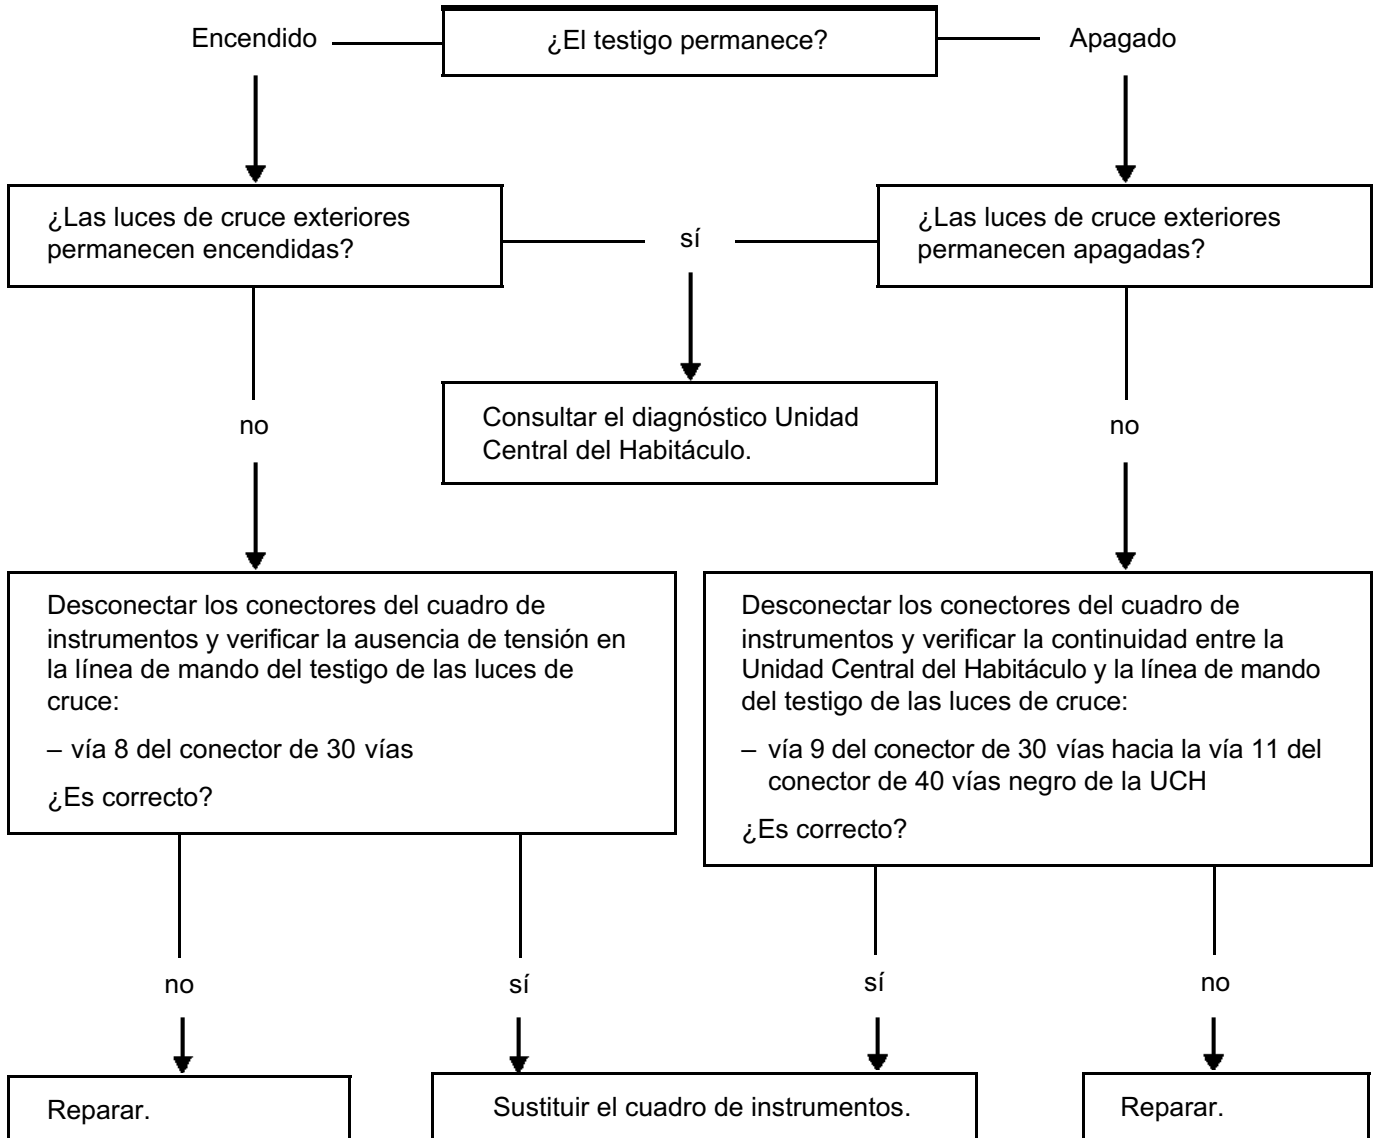 Encendido
¿El testigo permanece?
Apagado
¿Las luces de cruce exteriores
permanecen encendidas?
sí
¿Las luces de cruce exteriores
permanecen apagadas?
no
Consultar el diagnóstico Unidad
Central del Habitáculo.
no
Desconectar los conectores del cuadro de
instrumentos y verificar la ausencia de tensión en
la línea de mando del testigo de las luces de
cruce:
– vía 8 del conector de 30 vías
¿Es correcto?
Desconectar los conectores del cuadro de
instrumentos y verificar la continuidad entre la
Unidad Central del Habitáculo y la línea de mando
del testigo de las luces de cruce:
– vía 9 del conector de 30 vías hacia la vía 11 del
conector de 40 vías negro de la UCH
¿Es correcto?
no
sí
sí
no
Reparar.
Sustituir el cuadro de instrumentos.
Reparar.